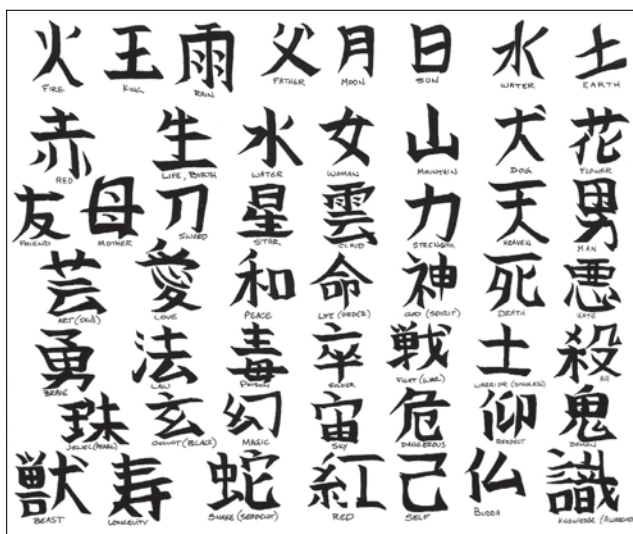 火 王 雨 父 月 日 水 土
FIRE KING RAIN FATHER MOON SUN WATER EARTH
赤 生 水 女 山 犬 花
RED LIFE, BIRTH WATER WOMAN MOUNTAIN DOG FLOWER
友 母 刀 星 雲 力 天 男
FRIEND MOTHER SWORD STAR CLOUD STRENGTH HEAVEN MAN
芸 愛 和 命 神 死 悪
ART (SKILL) LOVE PEACE LIFE (ORDER) GOD (SPIRIT) DEATH HATE
勇 法 毒 卒 戦 士 殺
BRAVE LAW POISON SOLDIER FIGHT (WAR) WARRIOR KILL
珠 玄 幻 宙 危 仰 鬼
JEWEL (PEARL) OCCULT (BLACK) MAGIC SKY DANGEROUS RESPECT DEMON
獣 寿 蛇 紅 己 仏 識
BEAST LONGEVITY SNAKE (SERPENT) RED SELF BUDDA KNOWLEDGE